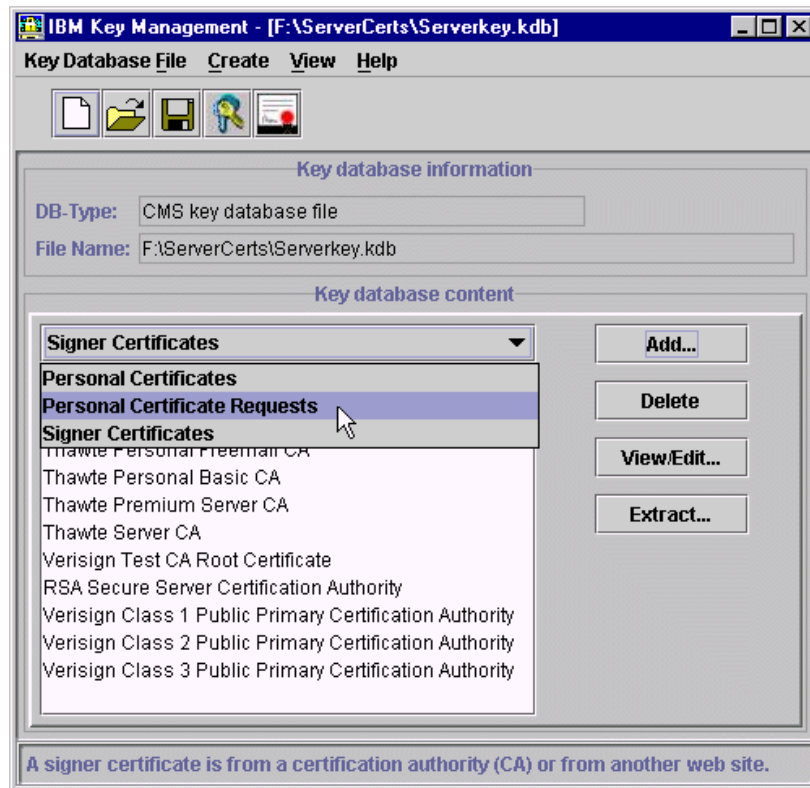 IBM Key Management - [F:\ServerCerts\Serverkey.kdb]
Key Database File Create View Help
Key database information
DB-Type: CMS key database file
File Name: F:\ServerCerts\Serverkey.kdb
Key database content
Signer Certificates
Add...
Personal Certificates
Personal Certificate Requests
Delete
Signer Certificates
Thawte Personal Freemail CA
View/Edit...
Thawte Personal Basic CA
Thawte Premium Server CA
Extract...
Thawte Server CA
Verisign Test CA Root Certificate
RSA Secure Server Certification Authority
Verisign Class 1 Public Primary Certification Authority
Verisign Class 2 Public Primary Certification Authority
Verisign Class 3 Public Primary Certification Authority
A signer certificate is from a certification authority (CA) or from another web site.